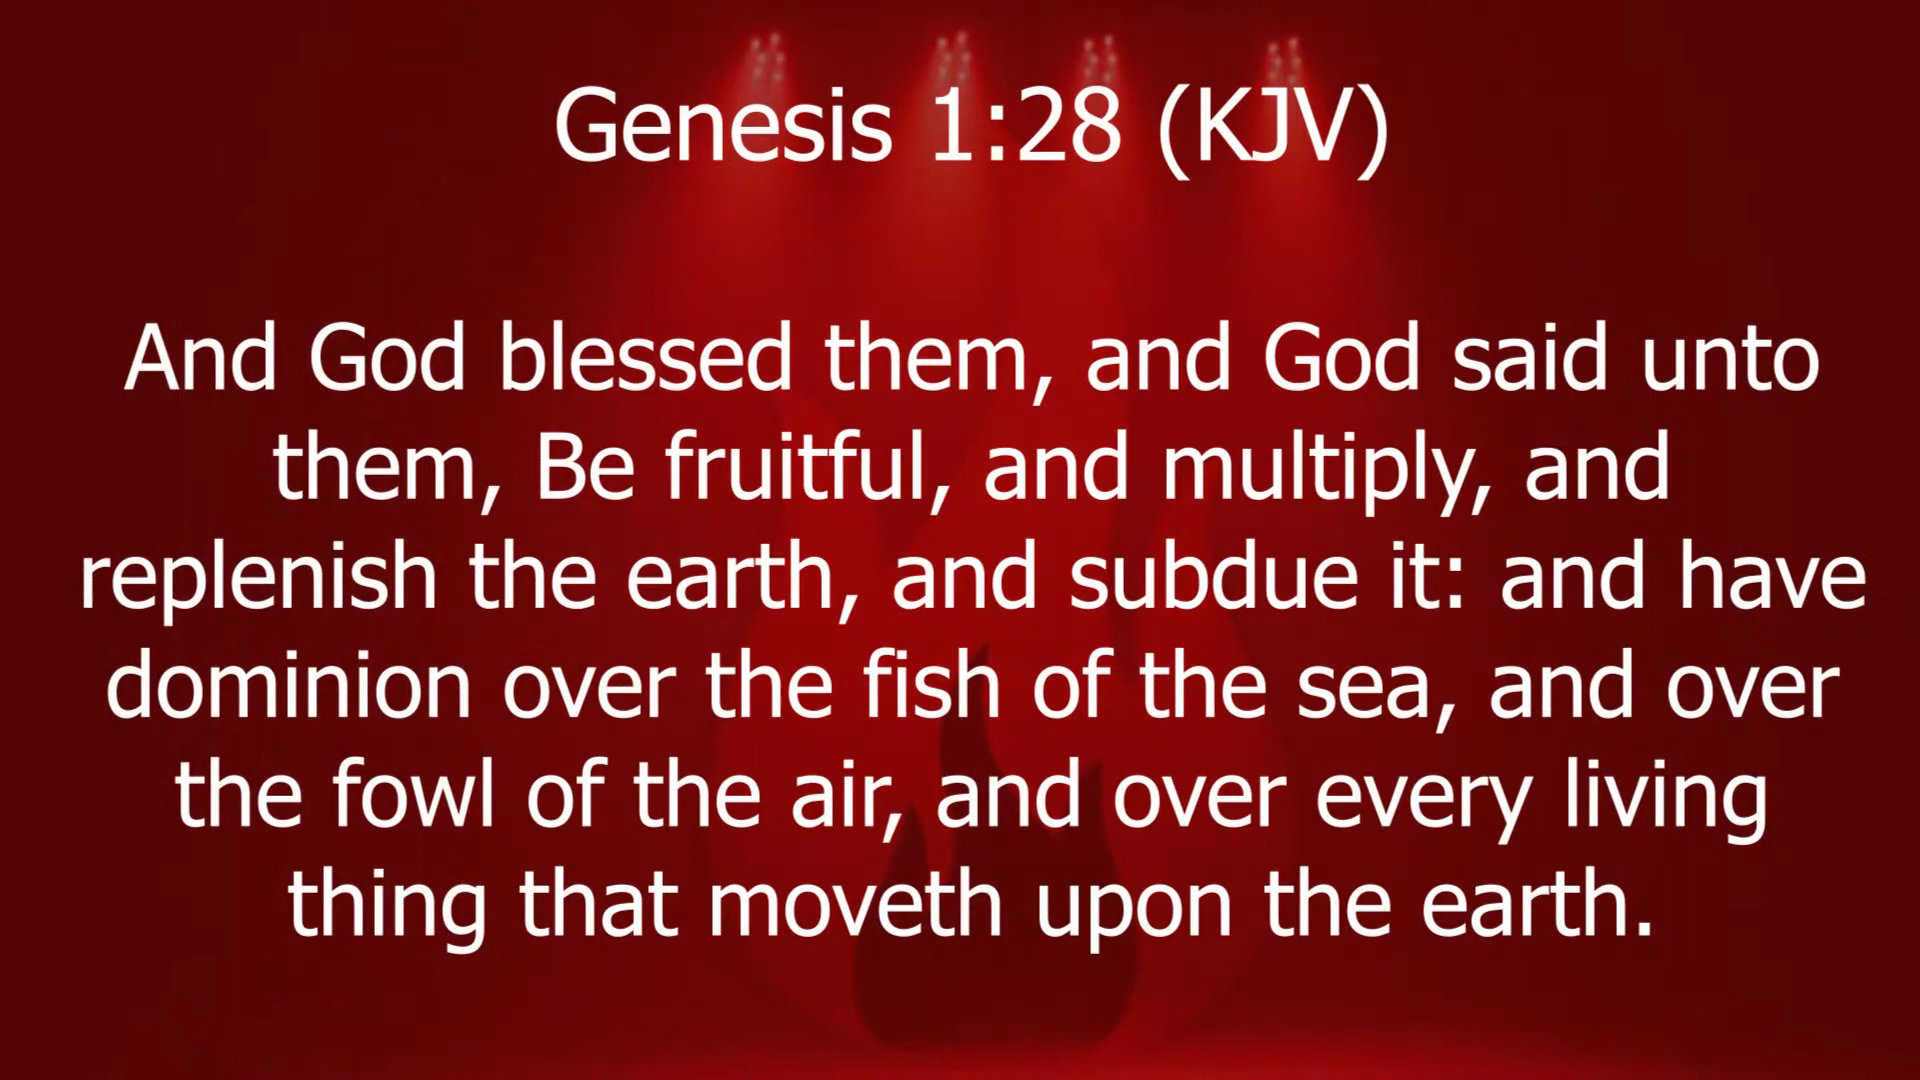 Genesis 1:28 (KJV)
And God blessed them, and God said unto
them, Be fruitful, and multiply, and
replenish the earth, and subdue it: and have
dominion over the fish of the sea, and over
the fowl of the air, and over every living
thing that moveth upon the earth.